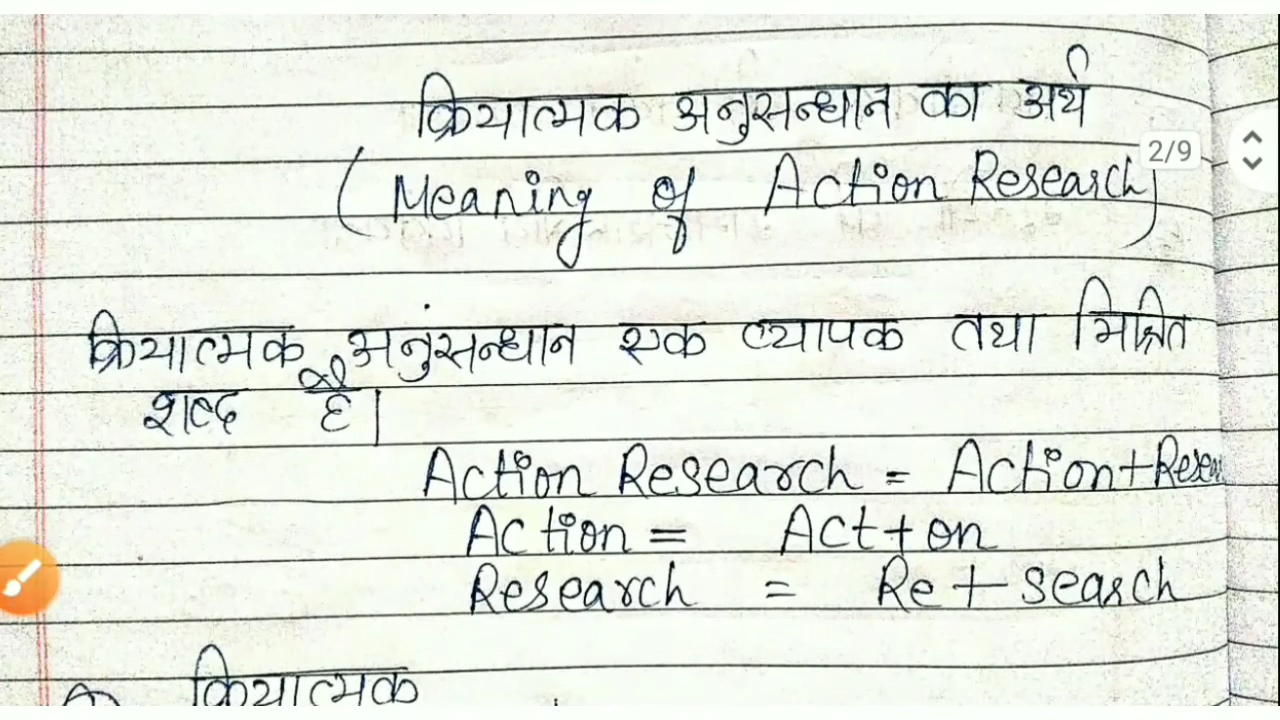 क्रियात्मक अनुसन्धान का अर्थ
(Meaning of Action Research)
2/9
क्रियात्मक अनुंसन्धान एक व्यापक तथा मिश्रित
शब्द है।
Action Research = Action+Resea
Action = Act+on
Research = Re+search
क्रियात्मक